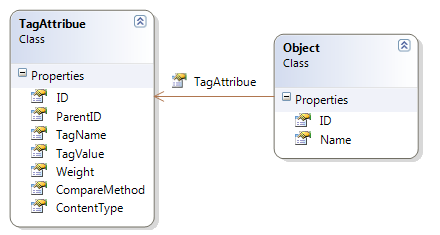 TagAttribue
Class
Properties
ID
ParentID
TagName
TagValue
Weight
CompareMethod
ContentType
TagAttribue
Object
Class
Properties
ID
Name